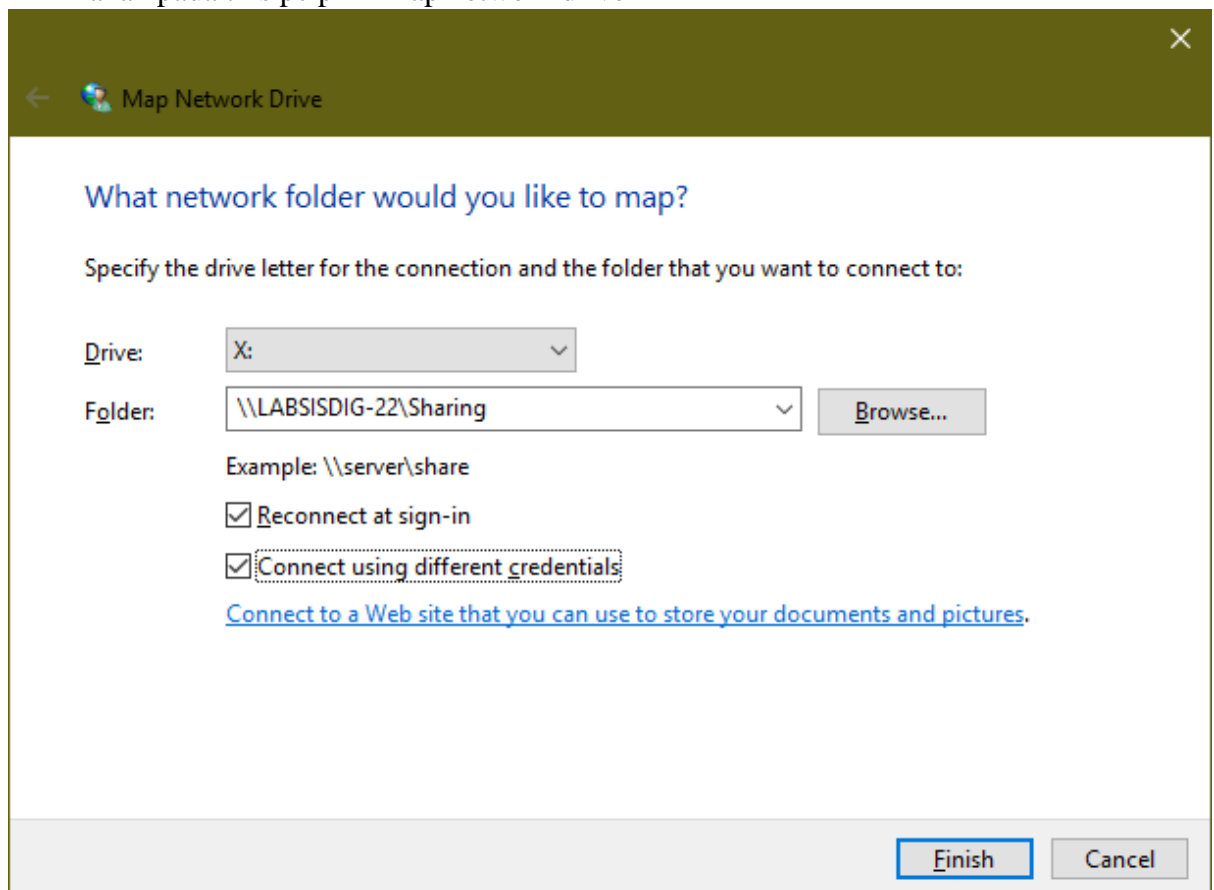 Map Network Drive
What network folder would you like to map?
Specify the drive letter for the connection and the folder that you want to connect to:
Drive: X:
Folder: \\LABSISDIG-22\Sharing Browse...
Example: \\server\share
Reconnect at sign-in
Connect using different credentials
Connect to a Web site that you can use to store your documents and pictures.
Finish Cancel